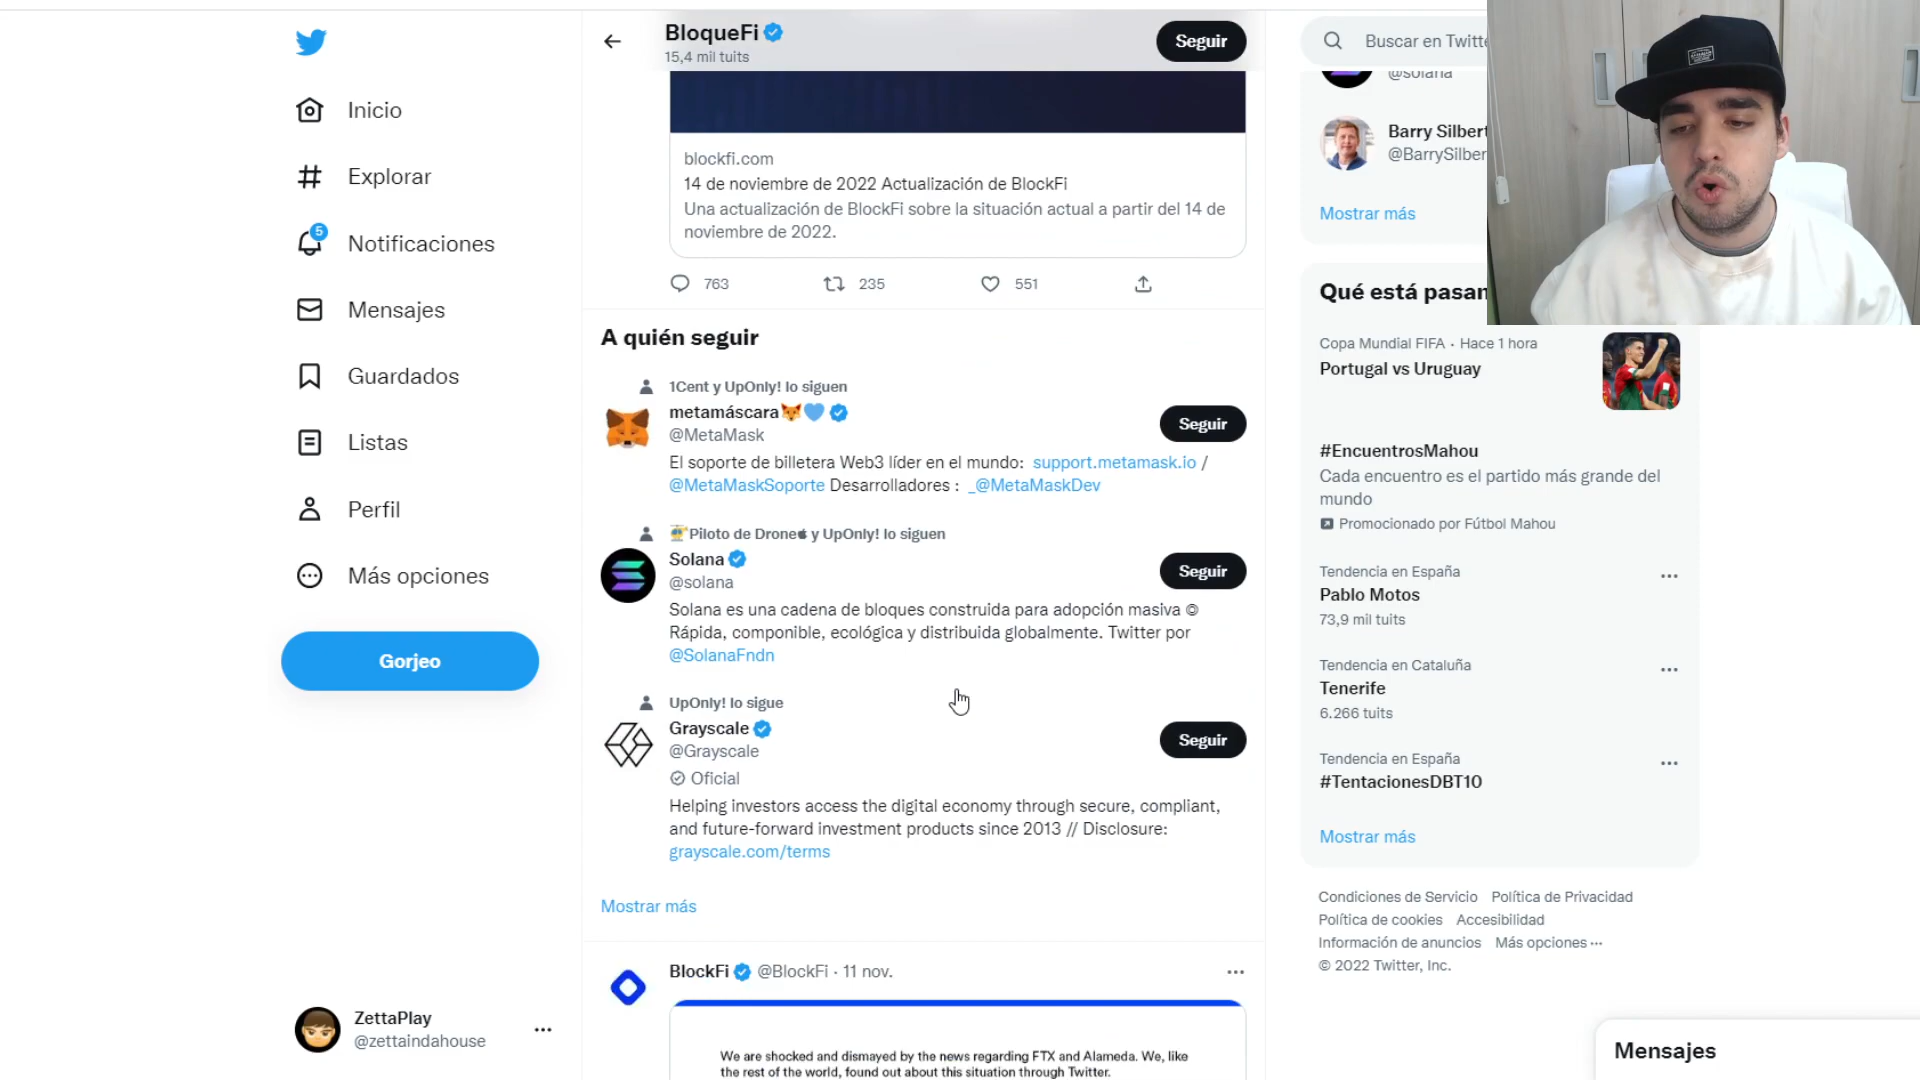 Inicio
Explorar
5
Notificaciones
Mensajes
Guardados
Listas
Perfil
Más opciones
Gorjeo
ZettaPlay
@zettaindahouse
BloqueFi
15,4 mil tuits
Seguir
blockfi.com
14 de noviembre de 2022 Actualización de BlockFi
Una actualización de BlockFi sobre la situación actual a partir del 14 de
noviembre de 2022.
763
235
551
A quién seguir
1Cent y UpOnly! lo siguen
metamáscara🦊💙
@MetaMask
Seguir
El soporte de billetera Web3 líder en el mundo: support.metamask.io /
@MetaMaskSoporte Desarrolladores : _@MetaMaskDev
🚁Piloto de Drone y UpOnly! lo siguen
Solana
@solana
Seguir
Solana es una cadena de bloques construida para adopción masiva ©
Rápida, componible, ecológica y distribuida globalmente. Twitter por
@SolanaFndn
UpOnly! lo sigue
Grayscale
@Grayscale
Seguir
Oficial
Helping investors access the digital economy through secure, compliant,
and future-forward investment products since 2013 // Disclosure:
grayscale.com/terms
Mostrar más
BlockFi @BlockFi · 11 nov.
We are shocked and dismayed by the news regarding FTX and Alameda. We, like
the rest of the world, found out about this situation through Twitter.
Buscar en Twitte
@solana
Barry Silbert
@BarrySilber
Mostrar más
Qué está pasan
Copa Mundial FIFA · Hace 1 hora
Portugal vs Uruguay
#EncuentrosMahou
Cada encuentro es el partido más grande del
mundo
Promocionado por Fútbol Mahou
Tendencia en España
Pablo Motos
73,9 mil tuits
Tendencia en Cataluña
Tenerife
6.266 tuits
Tendencia en España
#TentacionesDBT10
Mostrar más
Condiciones de Servicio Política de Privacidad
Política de cookies Accesibilidad
Información de anuncios Más opciones ···
© 2022 Twitter, Inc.
Mensajes